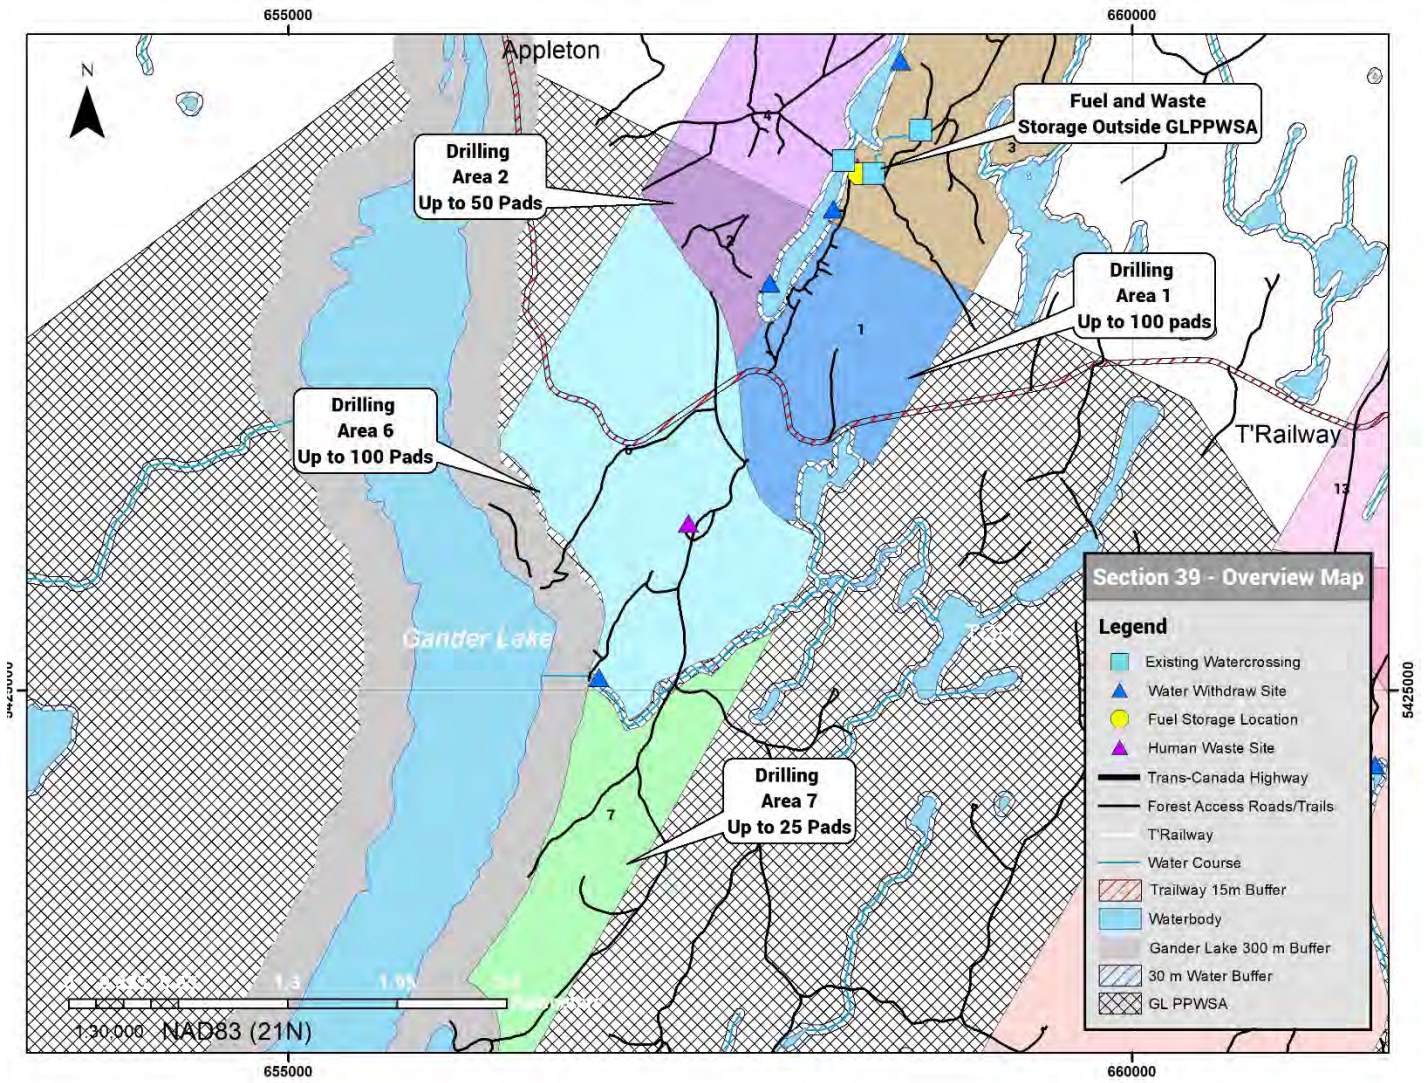 655000
660000
Appleton
N
Fuel and Waste
Storage Outside GLPPWSA
4
3
Drilling
Area 2
Up to 50 Pads
2
Drilling
Area 1
Up to 100 pads
1
Drilling
Area 6
Up to 100 Pads
6
T'Railway
13
Gander Lake
Section 39 - Overview Map
Legend
Existing Watercrossing
Water Withdraw Site
Fuel Storage Location
Human Waste Site
Trans-Canada Highway
Forest Access Roads/Trails
T'Railway
Water Course
Trailway 15m Buffer
Waterbody
Gander Lake 300 m Buffer
30 m Water Buffer
GL PPWSA
5425000
5425000
Drilling
Area 7
Up to 25 Pads
7
1.3
1.95
1:30,000
NAD83 (21N)
655000
660000